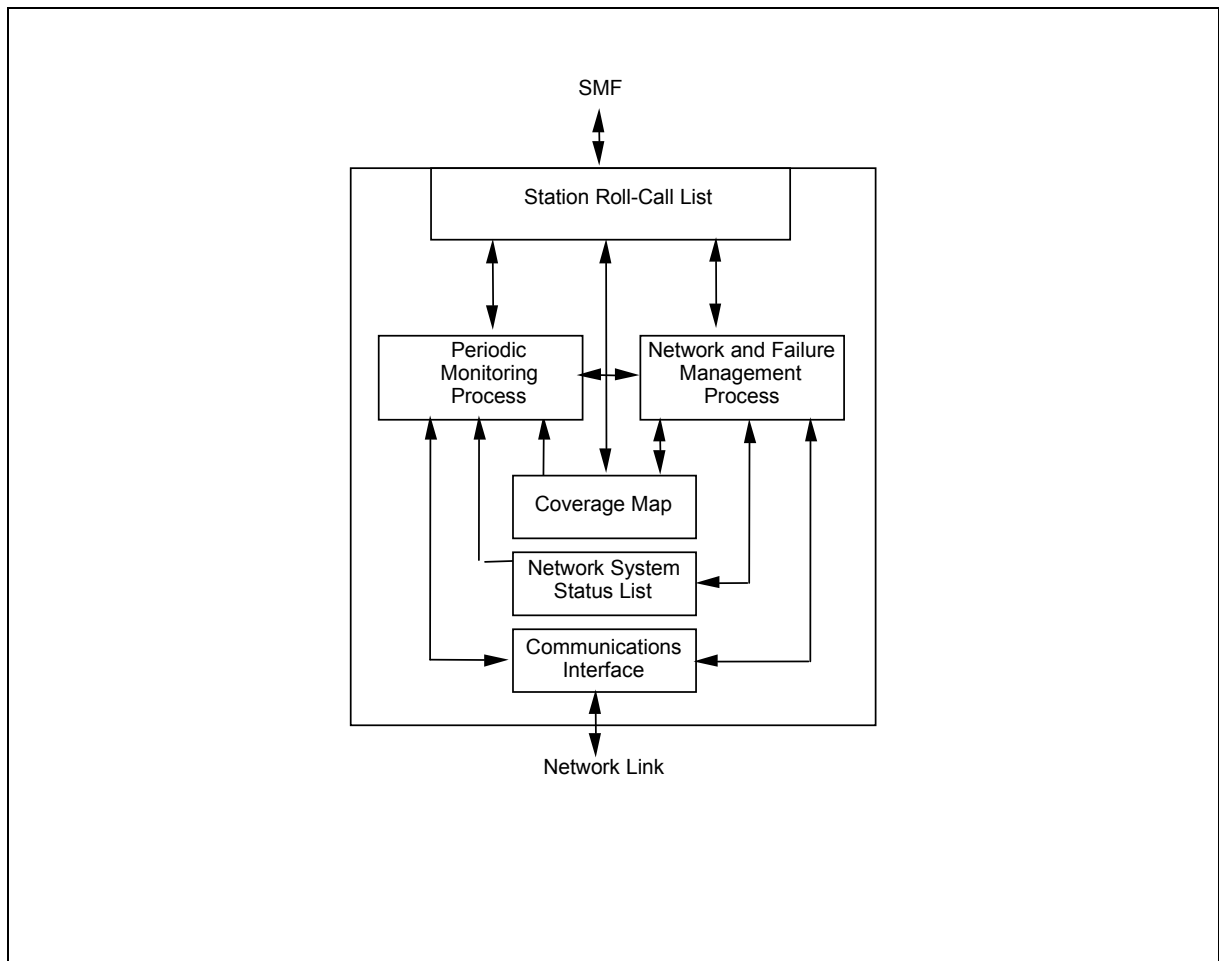 SMF
Station Roll-Call List
Periodic
Monitoring
Process
Network and Failure
Management
Process
Coverage Map
Network System
Status List
Communications
Interface
Network Link